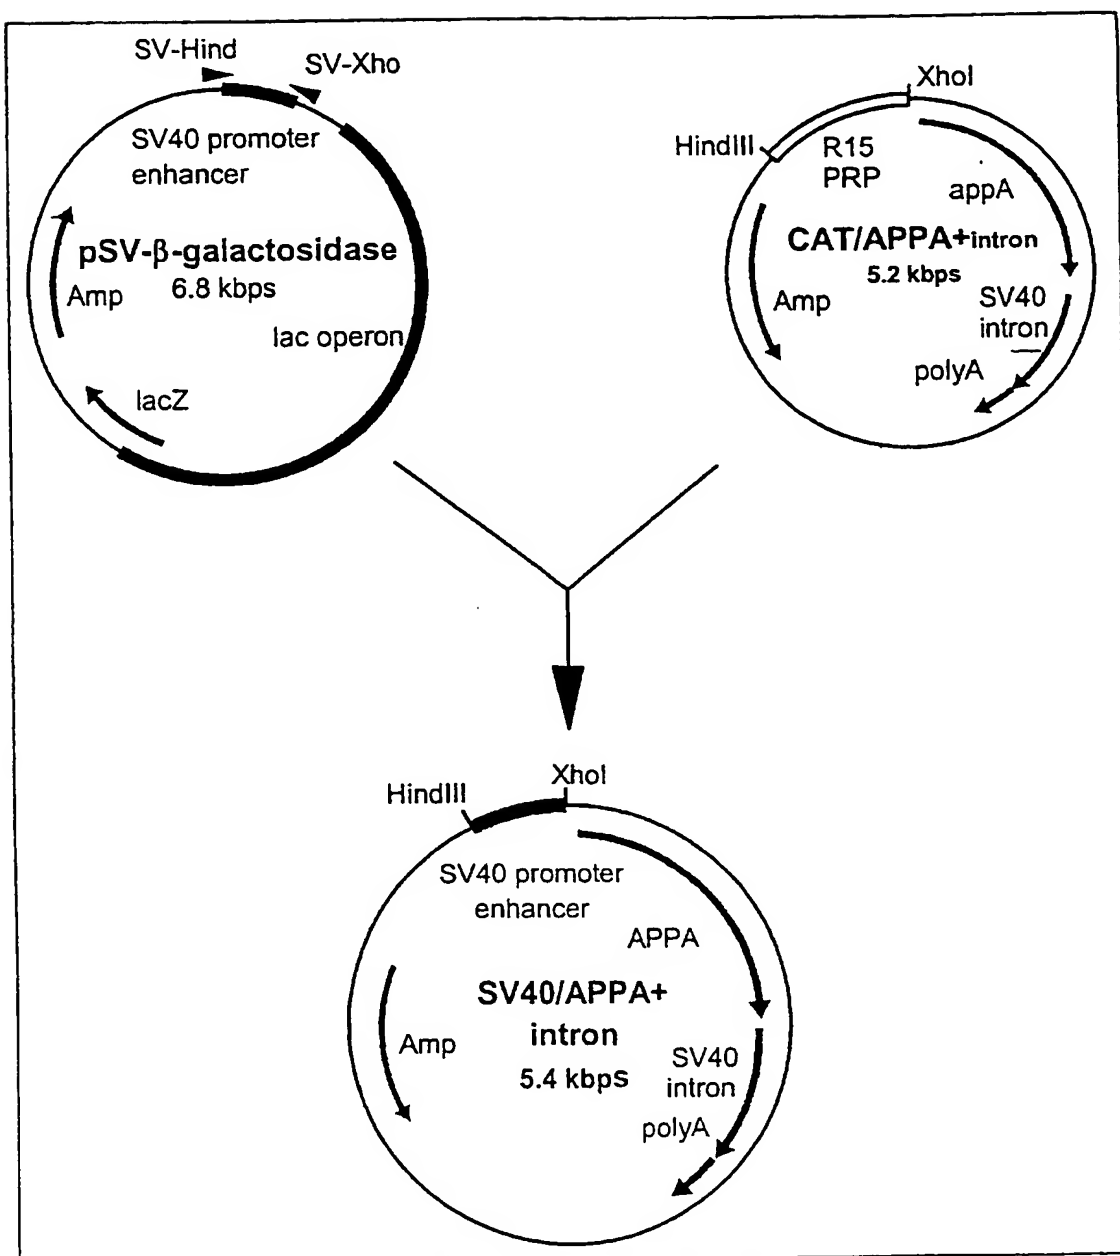 SV-Hind
SV-Xho
SV40 promoter
enhancer
pSV-β-galactosidase
6.8 kbps
Amp
lac operon
lacZ
XhoI
HindIII
R15
PRP
appA
CAT/APPA+intron
5.2 kbps
Amp
SV40
intron
polyA
XhoI
HindIII
SV40 promoter
enhancer
APPA
SV40/APPA+
intron
5.4 kbps
Amp
SV40
intron
polyA